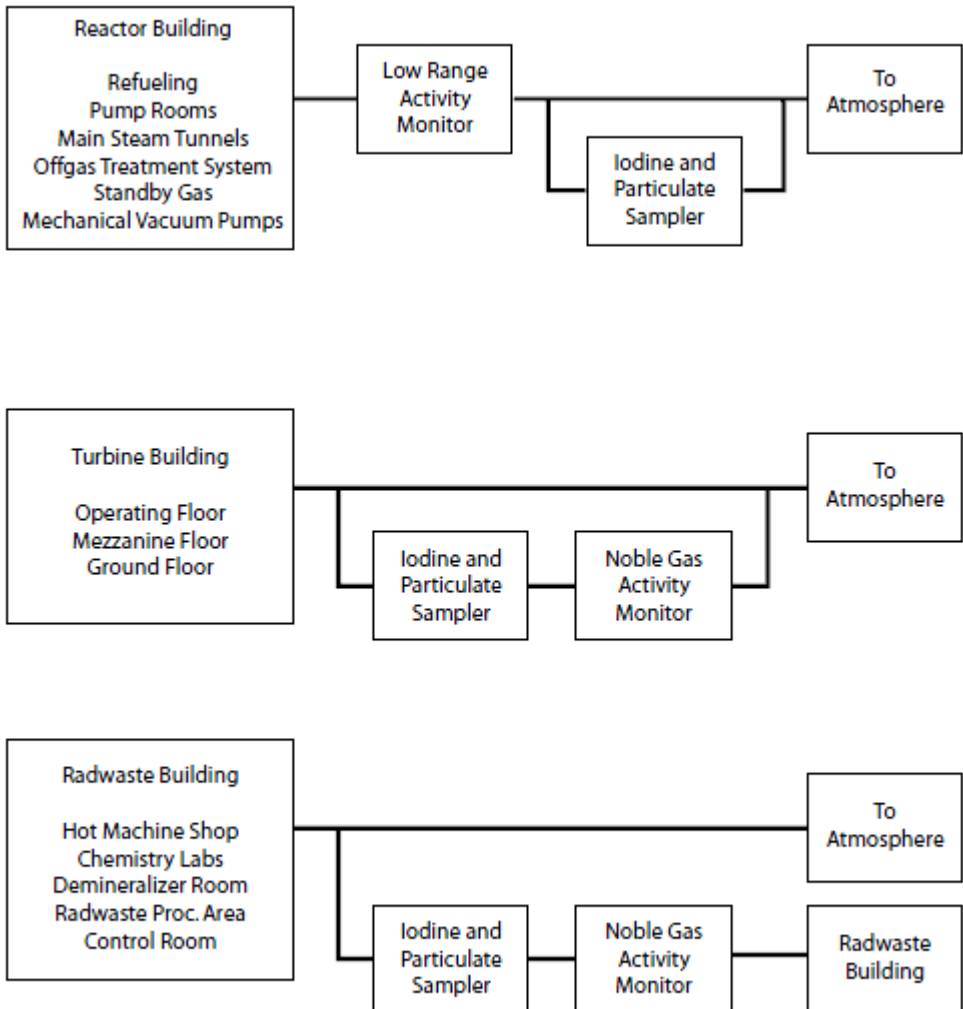 Reactor Building
Refueling
Pump Rooms
Main Steam Tunnels
Offgas Treatment System
Standby Gas
Mechanical Vacuum Pumps
Low Range
Activity
Monitor
Iodine and
Particulate
Sampler
To
Atmosphere
Turbine Building
Operating Floor
Mezzanine Floor
Ground Floor
Iodine and
Particulate
Sampler
Noble Gas
Activity
Monitor
To
Atmosphere
Radwaste Building
Hot Machine Shop
Chemistry Labs
Demineralizer Room
Radwaste Proc. Area
Control Room
Iodine and
Particulate
Sampler
Noble Gas
Activity
Monitor
To
Atmosphere
Radwaste
Building